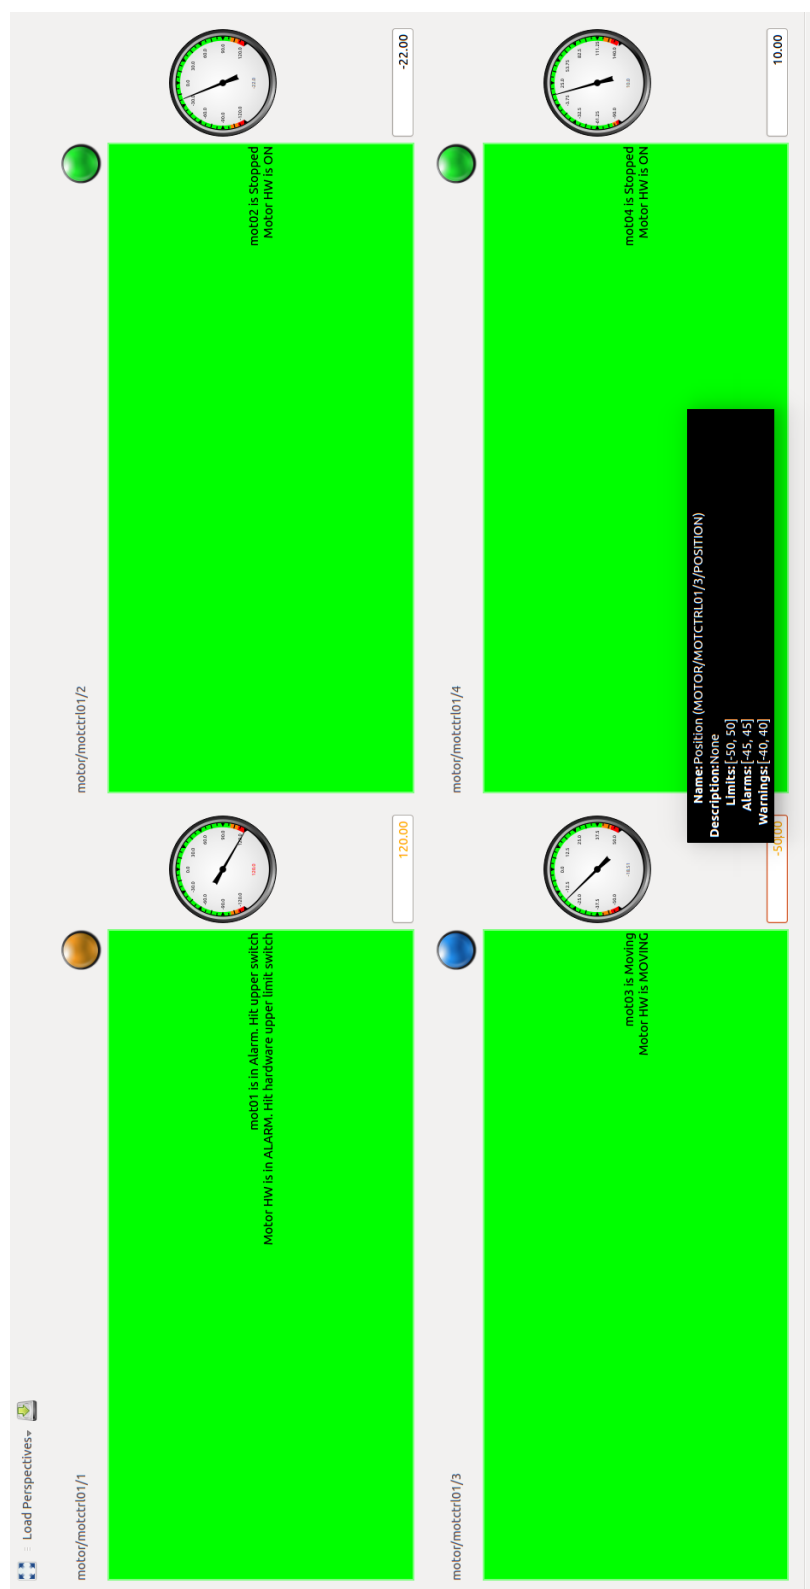 Load Perspectives
motor/motctrl01/1
mot01 is in Alarm. Hit upper switch
Motor HW is in ALARM. Hit hardware upper limit switch
120.00
motor/motctrl01/2
mot02 is Stopped
Motor HW is ON
-22.00
motor/motctrl01/3
mot03 is Moving
Motor HW is MOVING
-50.00
motor/motctrl01/4
mot04 is Stopped
Motor HW is ON
10.00
Name:Position (MOTOR/MOTCTRL01/3/POSITION)
Description:None
Limits:[-50, 50]
Alarms:[-45, 45]
Warnings:[-40, 40]